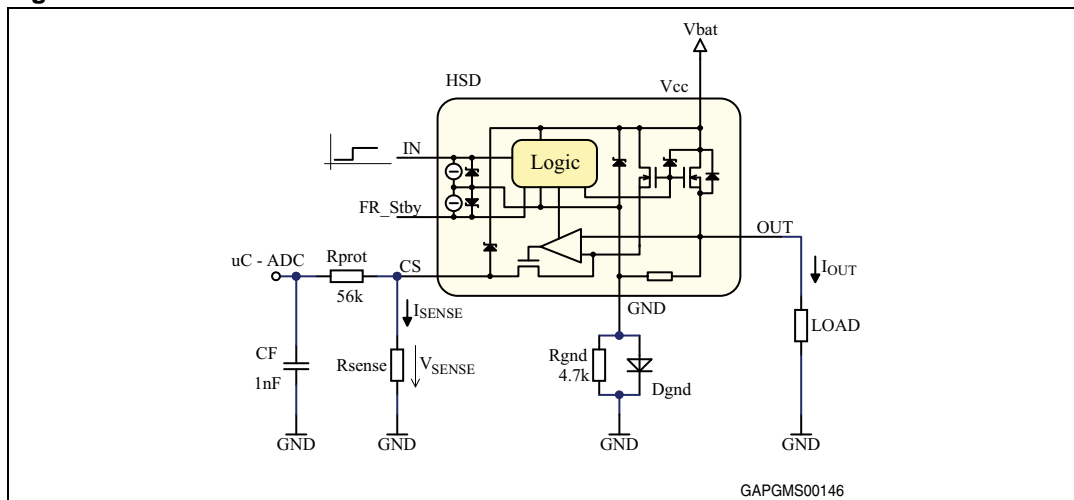 Vbat
HSD
Vcc
IN
Logic
FR_Stby
OUT
uC - ADC
Rprot
CS
56k
ISENSE
GND
IOUT
LOAD
CF
1nF
Rsense
VSENSE
Rgnd
4.7k
Dgnd
GND
GND
GND
GND
GAPGMS00146